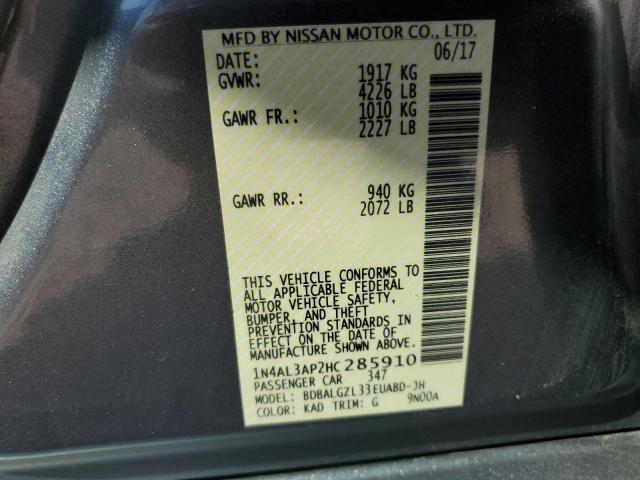 MFD BY NISSAN MOTOR CO., LTD.
DATE: 06/17
GVWR: 1917 KG
4226 LB
GAWR FR.: 1010 KG
2227 LB
GAWR RR.: 940 KG
2072 LB
THIS VEHICLE CONFORMS TO
ALL APPLICABLE FEDERAL
MOTOR VEHICLE SAFETY,
BUMPER, AND THEFT
PREVENTION STANDARDS IN
EFFECT ON THE DATE OF
MANUFACTURE SHOWN ABOVE.
1N4AL3AP2HC285910
PASSENGER CAR 347
MODEL: BDBALGZL33EUABD-JH
COLOR: KAD TRIM: G 9N00A